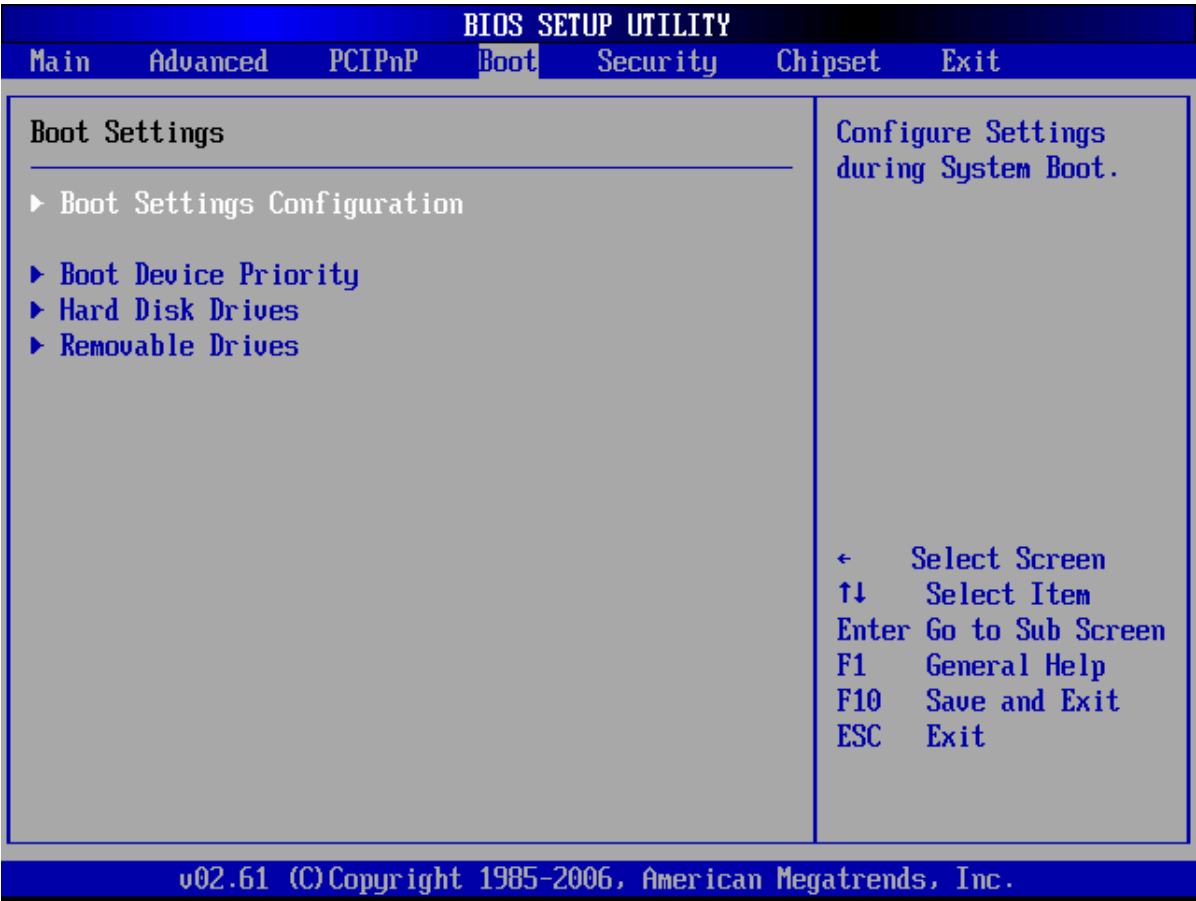 BIOS SETUP UTILITY
Main Advanced PCIPnP Boot Security Chipset Exit
Boot Settings
▶ Boot Settings Configuration
▶ Boot Device Priority
▶ Hard Disk Drives
▶ Removable Drives
Configure Settings
during System Boot.
← Select Screen
↑↓ Select Item
Enter Go to Sub Screen
F1 General Help
F10 Save and Exit
ESC Exit
v02.61 (C)Copyright 1985-2006, American Megatrends, Inc.